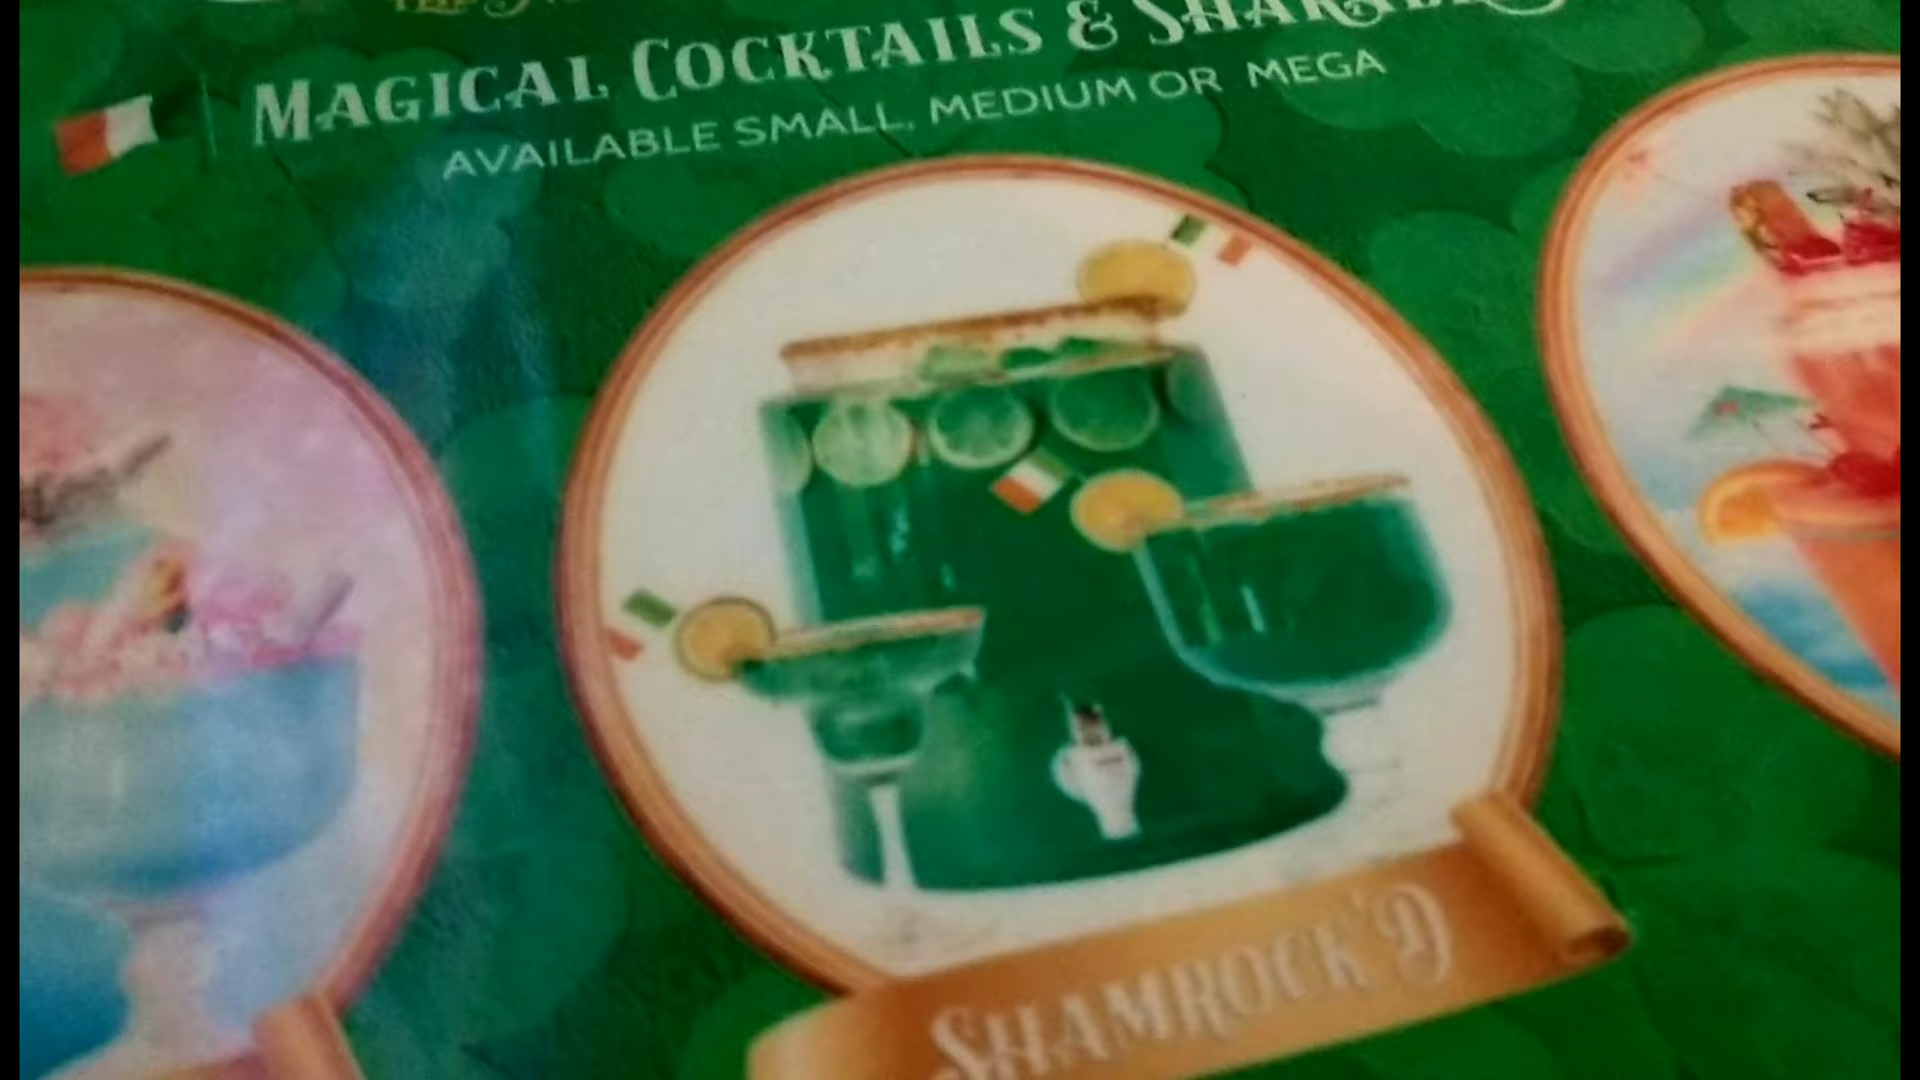 MAGICAL COCKTAILS &
AVAILABLE SMALL, MEDIUM OR MEGA
SHAMROCK'D